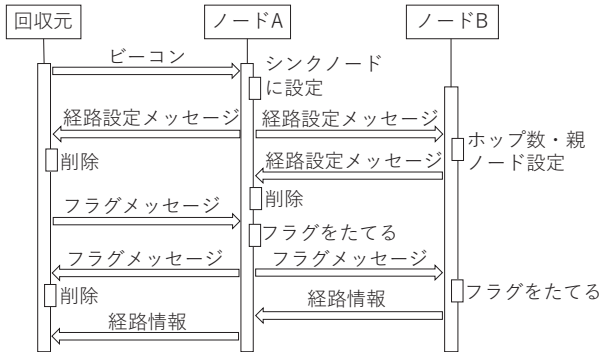 回収元
ノードA
ノードB
ビーコン
シンクノード
に設定
経路設定メッセージ
経路設定メッセージ
ホップ数・親
ノード設定
削除
経路設定メッセージ
削除
フラグメッセージ
フラグをたてる
フラグメッセージ
フラグメッセージ
削除
フラグをたてる
経路情報
経路情報